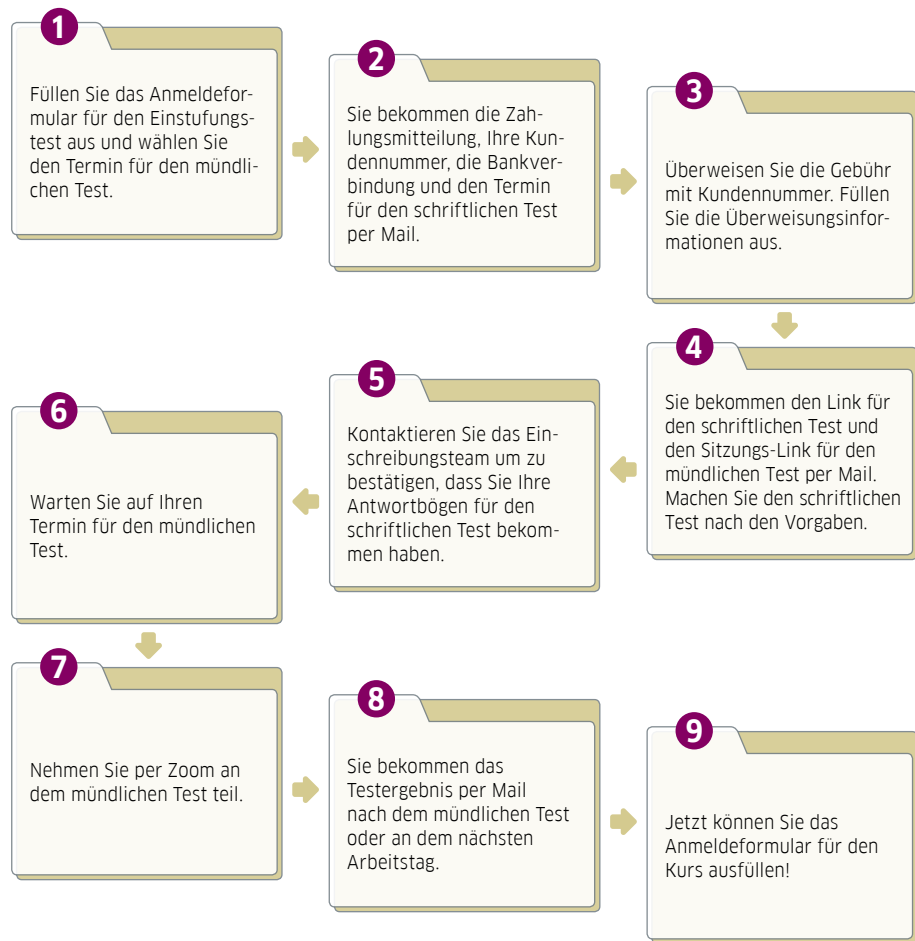 1
Füllen Sie das Anmeldefor-
mular für den Einstufungs-
test aus und wählen Sie
den Termin für den mündli-
chen Test.
2
Sie bekommen die Zah-
lungsmitteilung, Ihre Kun-
dennummer, die Bankver-
bindung und den Termin
für den schriftlichen Test
per Mail.
3
Überweisen Sie die Gebühr
mit Kundennummer. Füllen
Sie die Überweisungsinfor-
mationen aus.
4
Sie bekommen den Link für
den schriftlichen Test und
den Sitzungs-Link für den
mündlichen Test per Mail.
Machen Sie den schriftlichen
Test nach den Vorgaben.
5
Kontaktieren Sie das Ein-
schreibungsteam um zu
bestätigen, dass Sie Ihre
Antwortbögen für den
schriftlichen Test bekom-
men haben.
6
Warten Sie auf Ihren
Termin für den mündlichen
Test.
7
Nehmen Sie per Zoom an
dem mündlichen Test teil.
8
Sie bekommen das
Testergebnis per Mail
nach dem mündlichen Test
oder an dem nächsten
Arbeitstag.
9
Jetzt können Sie das
Anmeldeformular für den
Kurs ausfüllen!